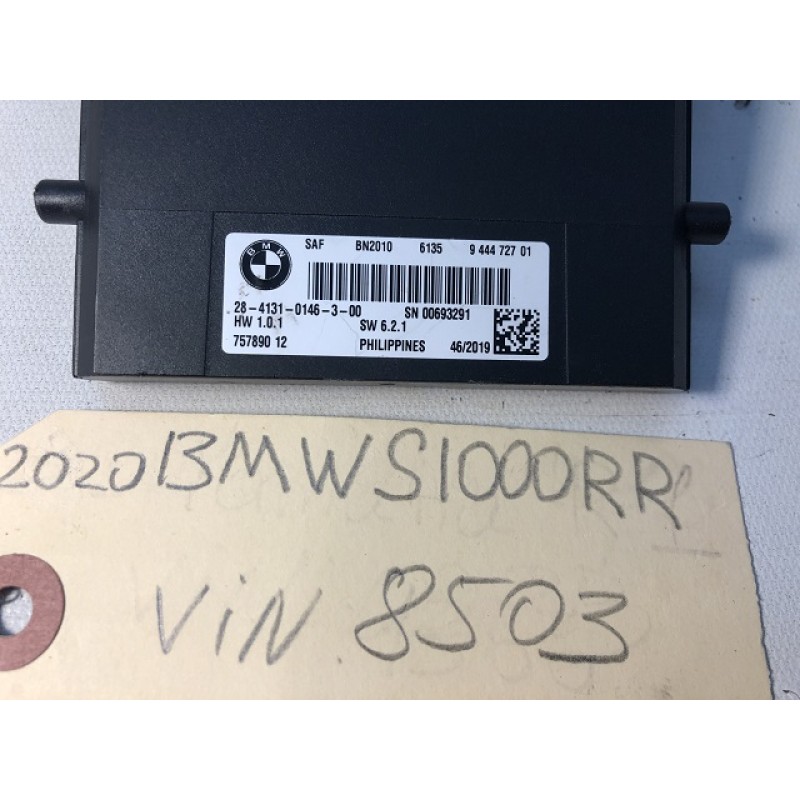 BMW
SAF BN2010 6135 9 444 727 01
28-4131-0146-3-00 SN 00693291
HW 1.0.1 SW 6.2.1
757890 12 PHILIPPINES 46/2019
2020 BMW S1000RR
ViN 8503